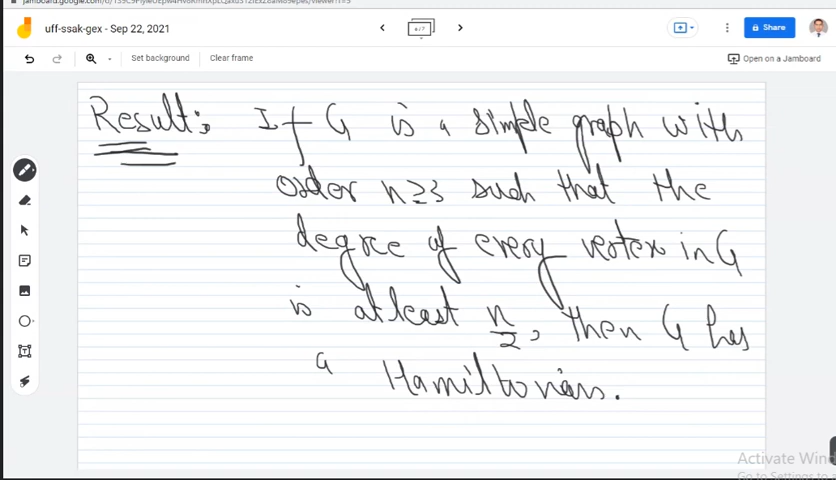 uff-ssak-gex - Sep 22, 2021
Share
Set background
Clear frame
Open on a Jamboard
Result:. If G is a simple graph with
order n≥3 such that the
degree of every vertex in G
is atleast n/2, then G has
a Hamiltonian.
Activate Wind